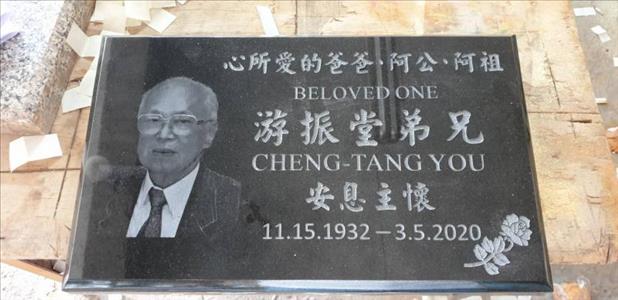 心所愛的爸爸·阿公·阿祖
BELOVED ONE
游振堂弟兄
CHENG-TANG YOU
安息主懷
11.15.1932 – 3.5.2020